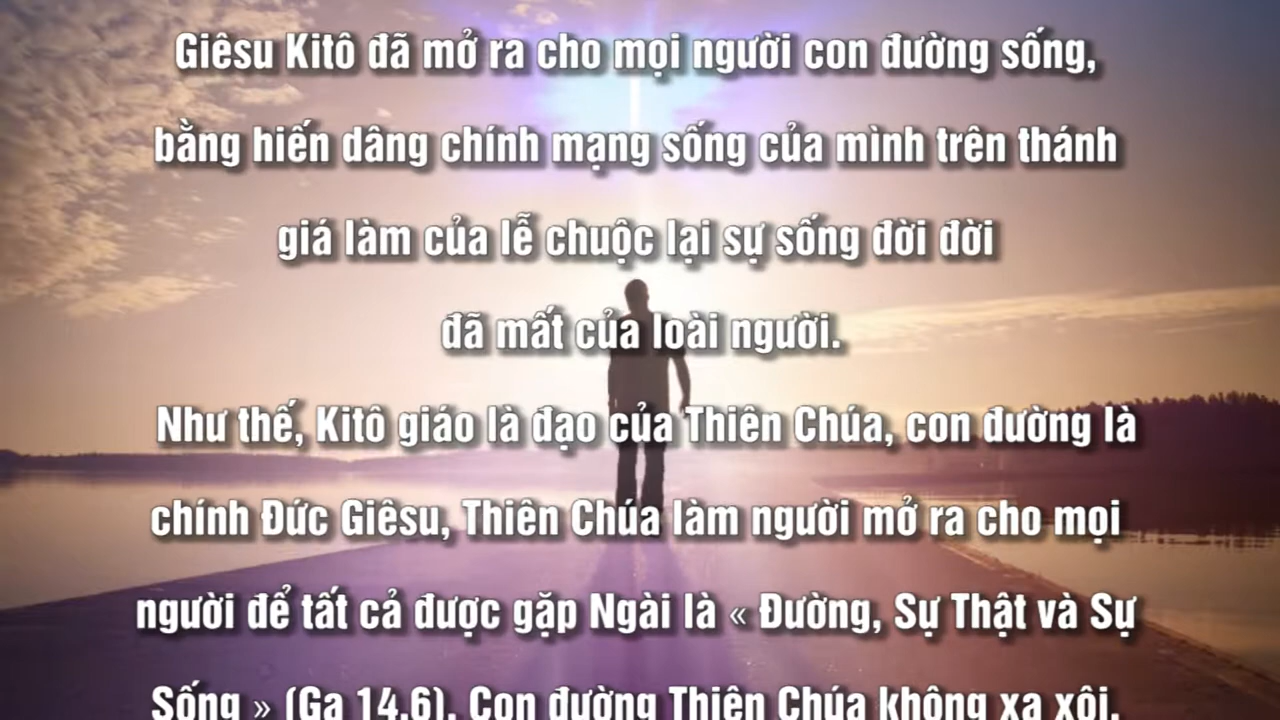 Giêsu Kitô đã mở ra cho mọi người con đường sống,
bằng hiến dâng chính mạng sống của mình trên thánh
giá làm của lễ chuộc lại sự sống đời đời
đã mất của loài người.
Như thế, Kitô giáo là đạo của Thiên Chúa, con đường là
chính Đức Giêsu, Thiên Chúa làm người mở ra cho mọi
người để tất cả được gặp Ngài là « Đường, Sự Thật và Sự
Sống » (Ga 14,6). Con đường Thiên Chúa không xa xôi,